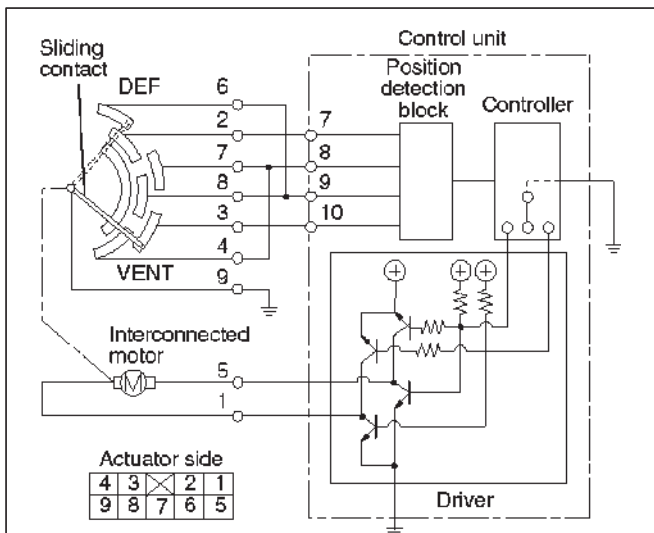 Control unit
Sliding
contact
DEF
Position
detection
block
Controller
6
2
7
8
3
4
9
7
8
9
10
VENT
Interconnected
motor
M
5
1
+
+ +
Actuator side
4 3 2 1
9 8 7 6 5
Driver